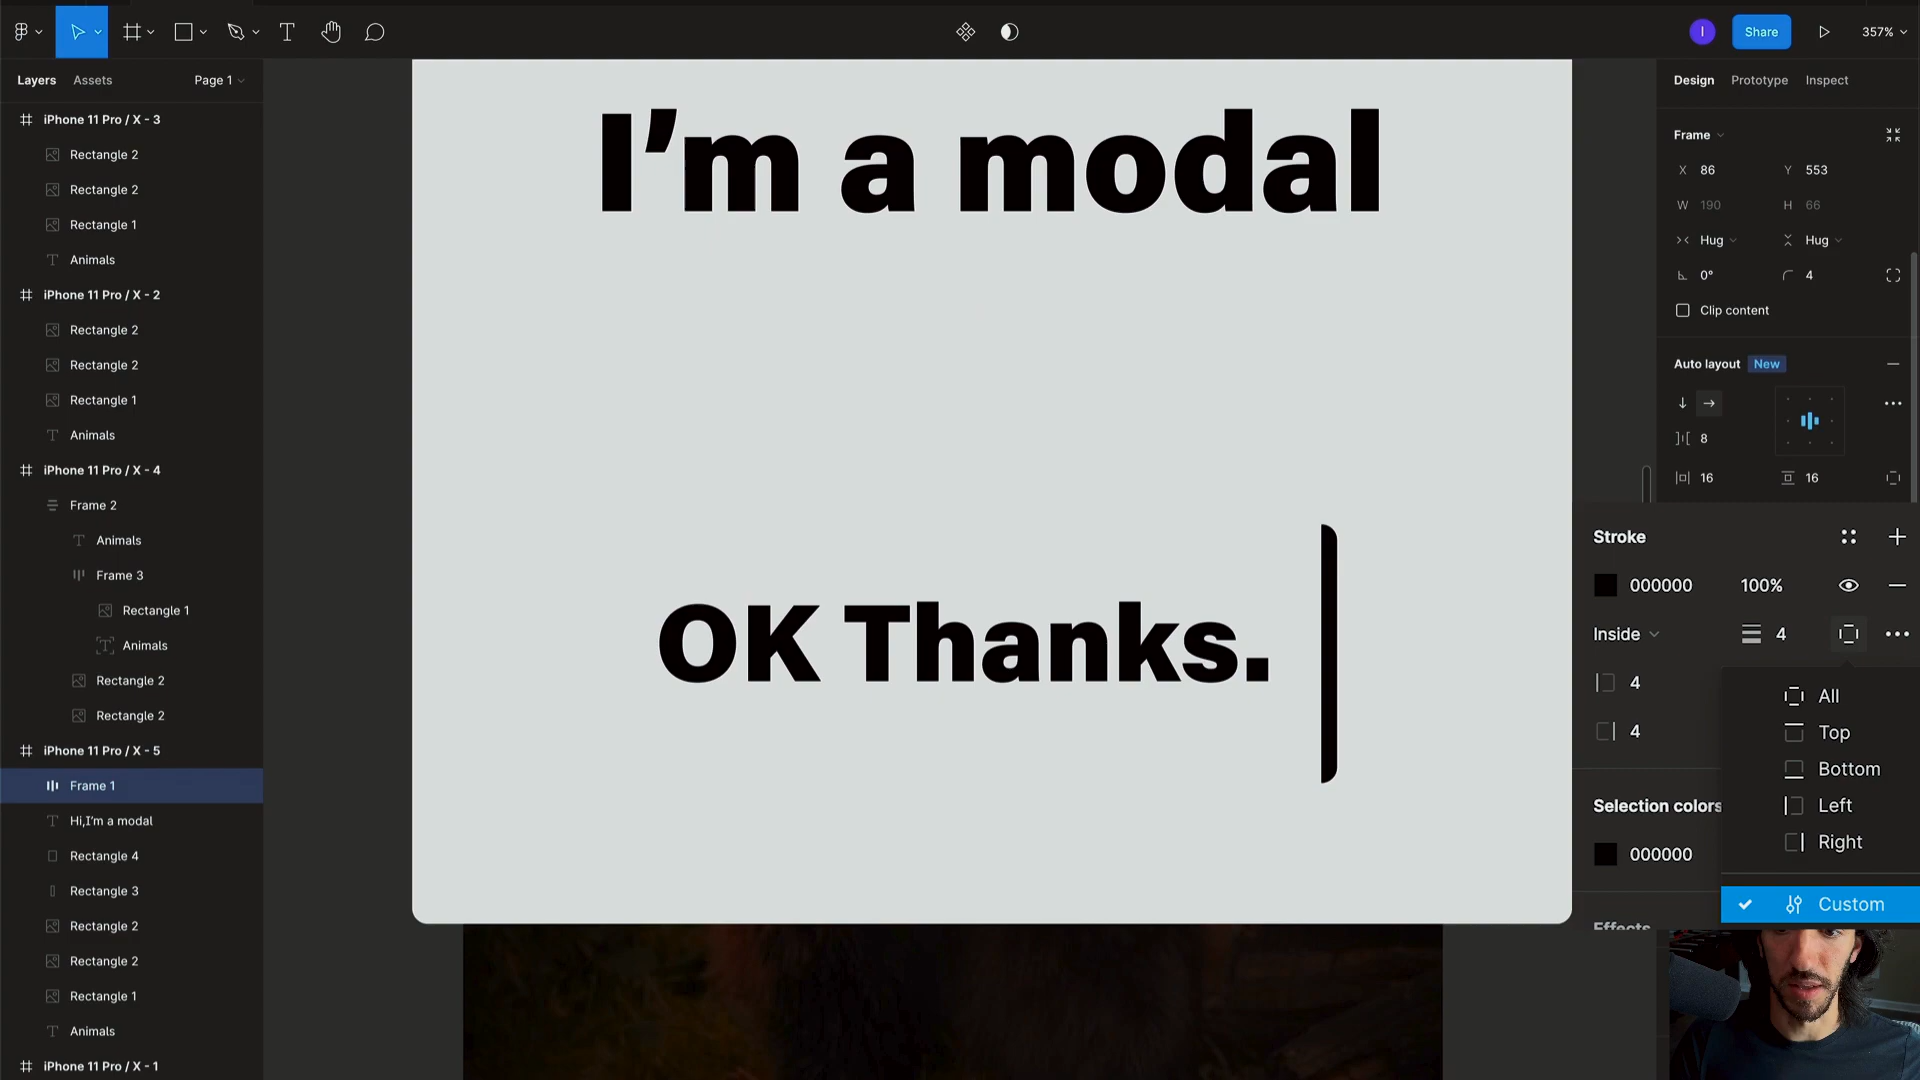 I
Share
357%
Layers
Assets
Page 1
iPhone 11 Pro / X - 3
Rectangle 2
Rectangle 2
Rectangle 1
Animals
iPhone 11 Pro / X - 2
Rectangle 2
Rectangle 2
Rectangle 1
Animals
iPhone 11 Pro / X - 4
Frame 2
Animals
Frame 3
Rectangle 1
Animals
Rectangle 2
Rectangle 2
iPhone 11 Pro / X - 5
Frame 1
Hi,I’m a modal
Rectangle 4
Rectangle 3
Rectangle 2
Rectangle 2
Rectangle 1
Animals
iPhone 11 Pro / X - 1
I’m a modal
OK Thanks.
Design
Prototype
Inspect
Frame
X 86
Y 553
W 190
H 66
Hug
Hug
0°
4
Clip content
Auto layout New
8
16
16
Stroke
000000
100%
Inside
4
4
4
All
Top
Bottom
Left
Right
Custom
Selection colors
000000
Effects